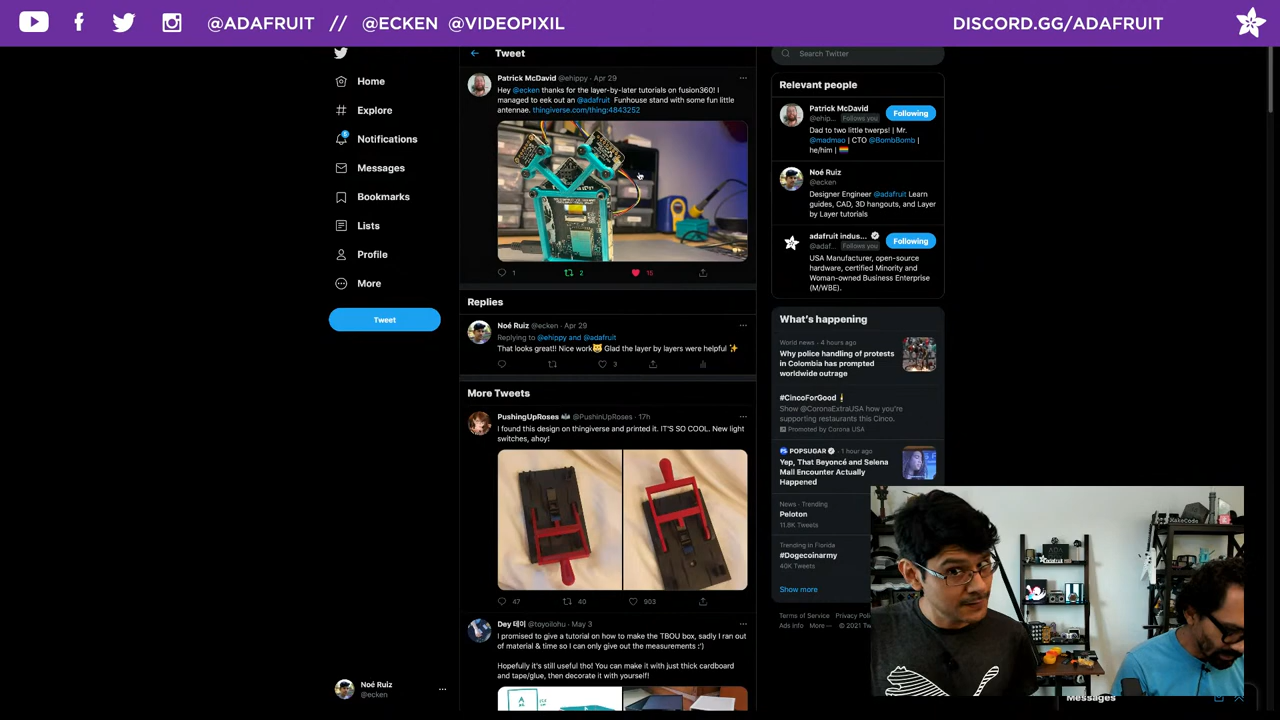 @ADAFRUIT // @ECKEN @VIDEOPIXIL
DISCORD.GG/ADAFRUIT
Home
Explore
Notifications
Messages
Bookmarks
Lists
Profile
More
Tweet
Noé Ruiz
@ecken
Tweet
Patrick McDavid @ehippy · Apr 29
Hey @ecken thanks for the layer-by-later tutorials on fusion360! I
managed to eek out an @adafruit Funhouse stand with some fun little
antennae. thingiverse.com/thing:4843252
1 2 15
Replies
Noé Ruiz @ecken · Apr 29
Replying to @ehippy and @adafruit
That looks great!! Nice work😸 Glad the layer by layers were helpful ✨
3
More Tweets
PushingUpRoses @PushinUpRoses · 17h
I found this design on thingiverse and printed it. IT'S SO COOL. New light
switches, ahoy!
47 40 903
Dey 데이 @toyoilohu · May 3
I promised to give a tutorial on how to make the TBOU box, sadly I ran out
of material & time so I can only give out the measurements :')
Hopefully it's still useful tho! You can make it with just thick cardboard
and tape/glue, then decorate it with yourself!
Search Twitter
Relevant people
Patrick McDavid
@ehip... Follows you
Following
Dad to two little twerps! | Mr.
@madmao | CTO @BombBomb |
he/him | 🏳️‍🌈
Noé Ruiz
@ecken
Designer Engineer @adafruit Learn
guides, CAD, 3D hangouts, and Layer
by Layer tutorials
adafruit indus...
@adaf... Follows you
Following
USA Manufacturer, open-source
hardware, certified Minority and
Woman-owned Business Enterprise
(M/WBE).
What's happening
World news · 4 hours ago
Why police handling of protests
in Colombia has prompted
worldwide outrage
#CincoForGood
Show @CoronaExtraUSA how you're
supporting restaurants this Cinco.
Promoted by Corona USA
POPSUGAR · 1 hour ago
Yep, That Beyoncé and Selena
Mall Encounter Actually
Happened
News · Trending
Peloton
11.8K Tweets
Trending in Florida
#Dogecoinarmy
40K Tweets
Show more
Terms of Service Privacy
Ads info More ··· © 2021
Messages